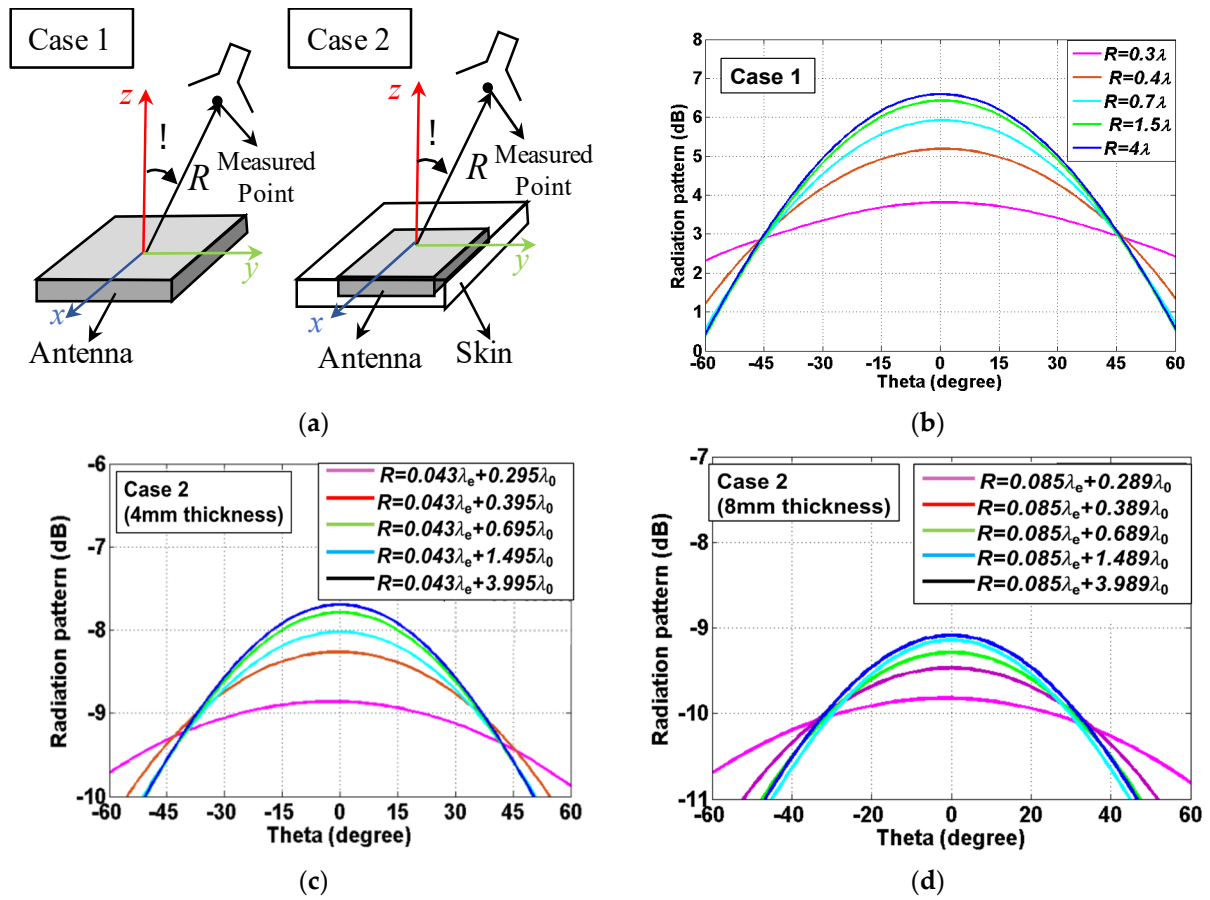 Case 1
z
!
R
Measured
Point
y
x
Antenna
Case 2
z
!
R
Measured
Point
y
x
Antenna
Skin
(a)
Radiation pattern (dB)
8
7
6
5
4
3
2
1
0
Case 1
R=0.3λ
R=0.4λ
R=0.7λ
R=1.5λ
R=4λ
-60 -45 -30 -15 0 15 30 45 60
Theta (degree)
(b)
Radiation pattern (dB)
-6
-7
-8
-9
-10
Case 2
(4mm thickness)
R=0.043λe+0.295λ0
R=0.043λe+0.395λ0
R=0.043λe+0.695λ0
R=0.043λe+1.495λ0
R=0.043λe+3.995λ0
-60 -45 -30 -15 0 15 30 45 60
Theta (degree)
(c)
Radiation pattern (dB)
-7
-8
-9
-10
-11
Case 2
(8mm thickness)
R=0.085λe+0.289λ0
R=0.085λe+0.389λ0
R=0.085λe+0.689λ0
R=0.085λe+1.489λ0
R=0.085λe+3.989λ0
-60 -40 -20 0 20 40 60
Theta (degree)
(d)